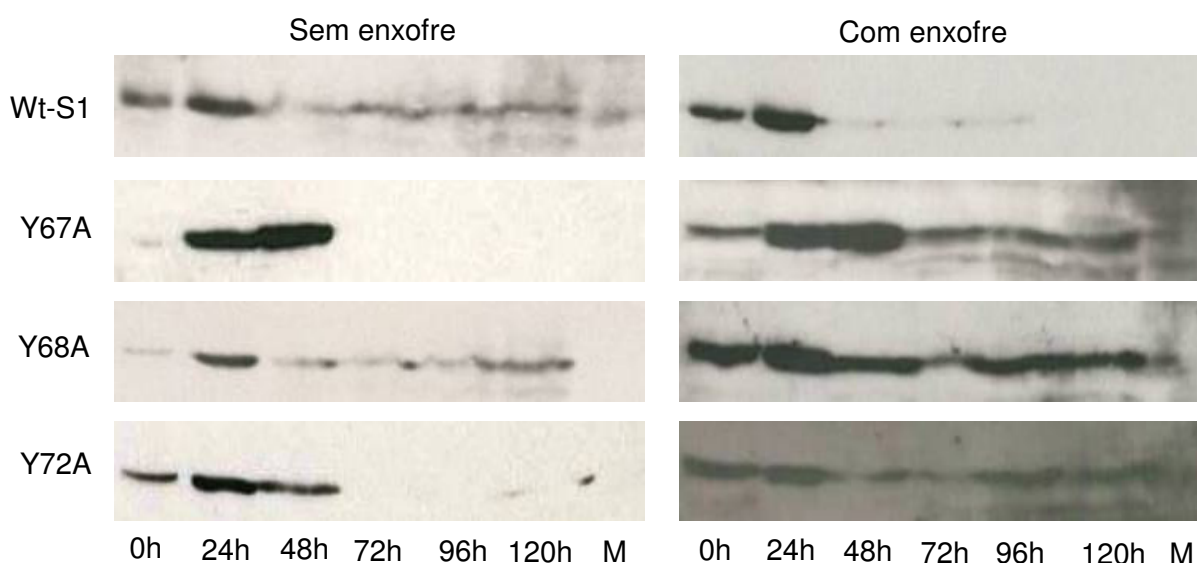 Sem enxofre Com enxofre
Wt-S1
Y67A
Y68A
Y72A
0h 24h 48h 72h 96h 120h M 0h 24h 48h 72h 96h 120h M